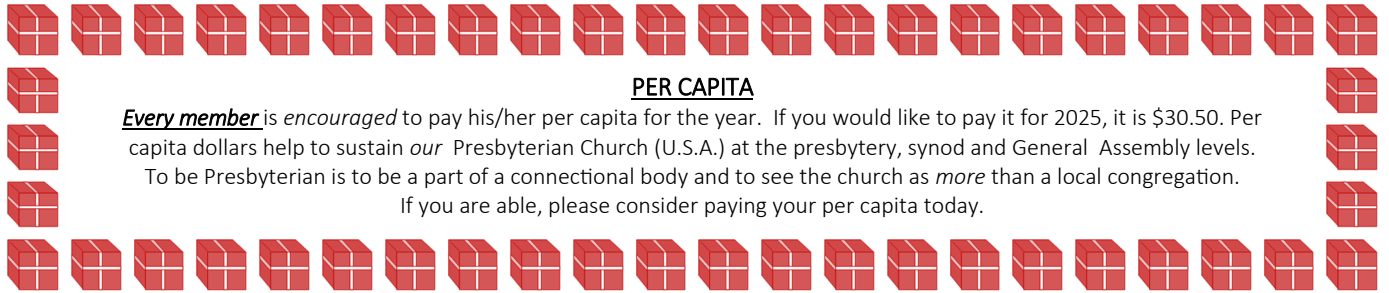 PER CAPITA
Every member is encouraged to pay his/her per capita for the year.  If you would like to pay it for 2025, it is $30.50. Per
capita dollars help to sustain our  Presbyterian Church (U.S.A.) at the presbytery, synod and General  Assembly levels.
To be Presbyterian is to be a part of a connectional body and to see the church as more than a local congregation.
If you are able, please consider paying your per capita today.